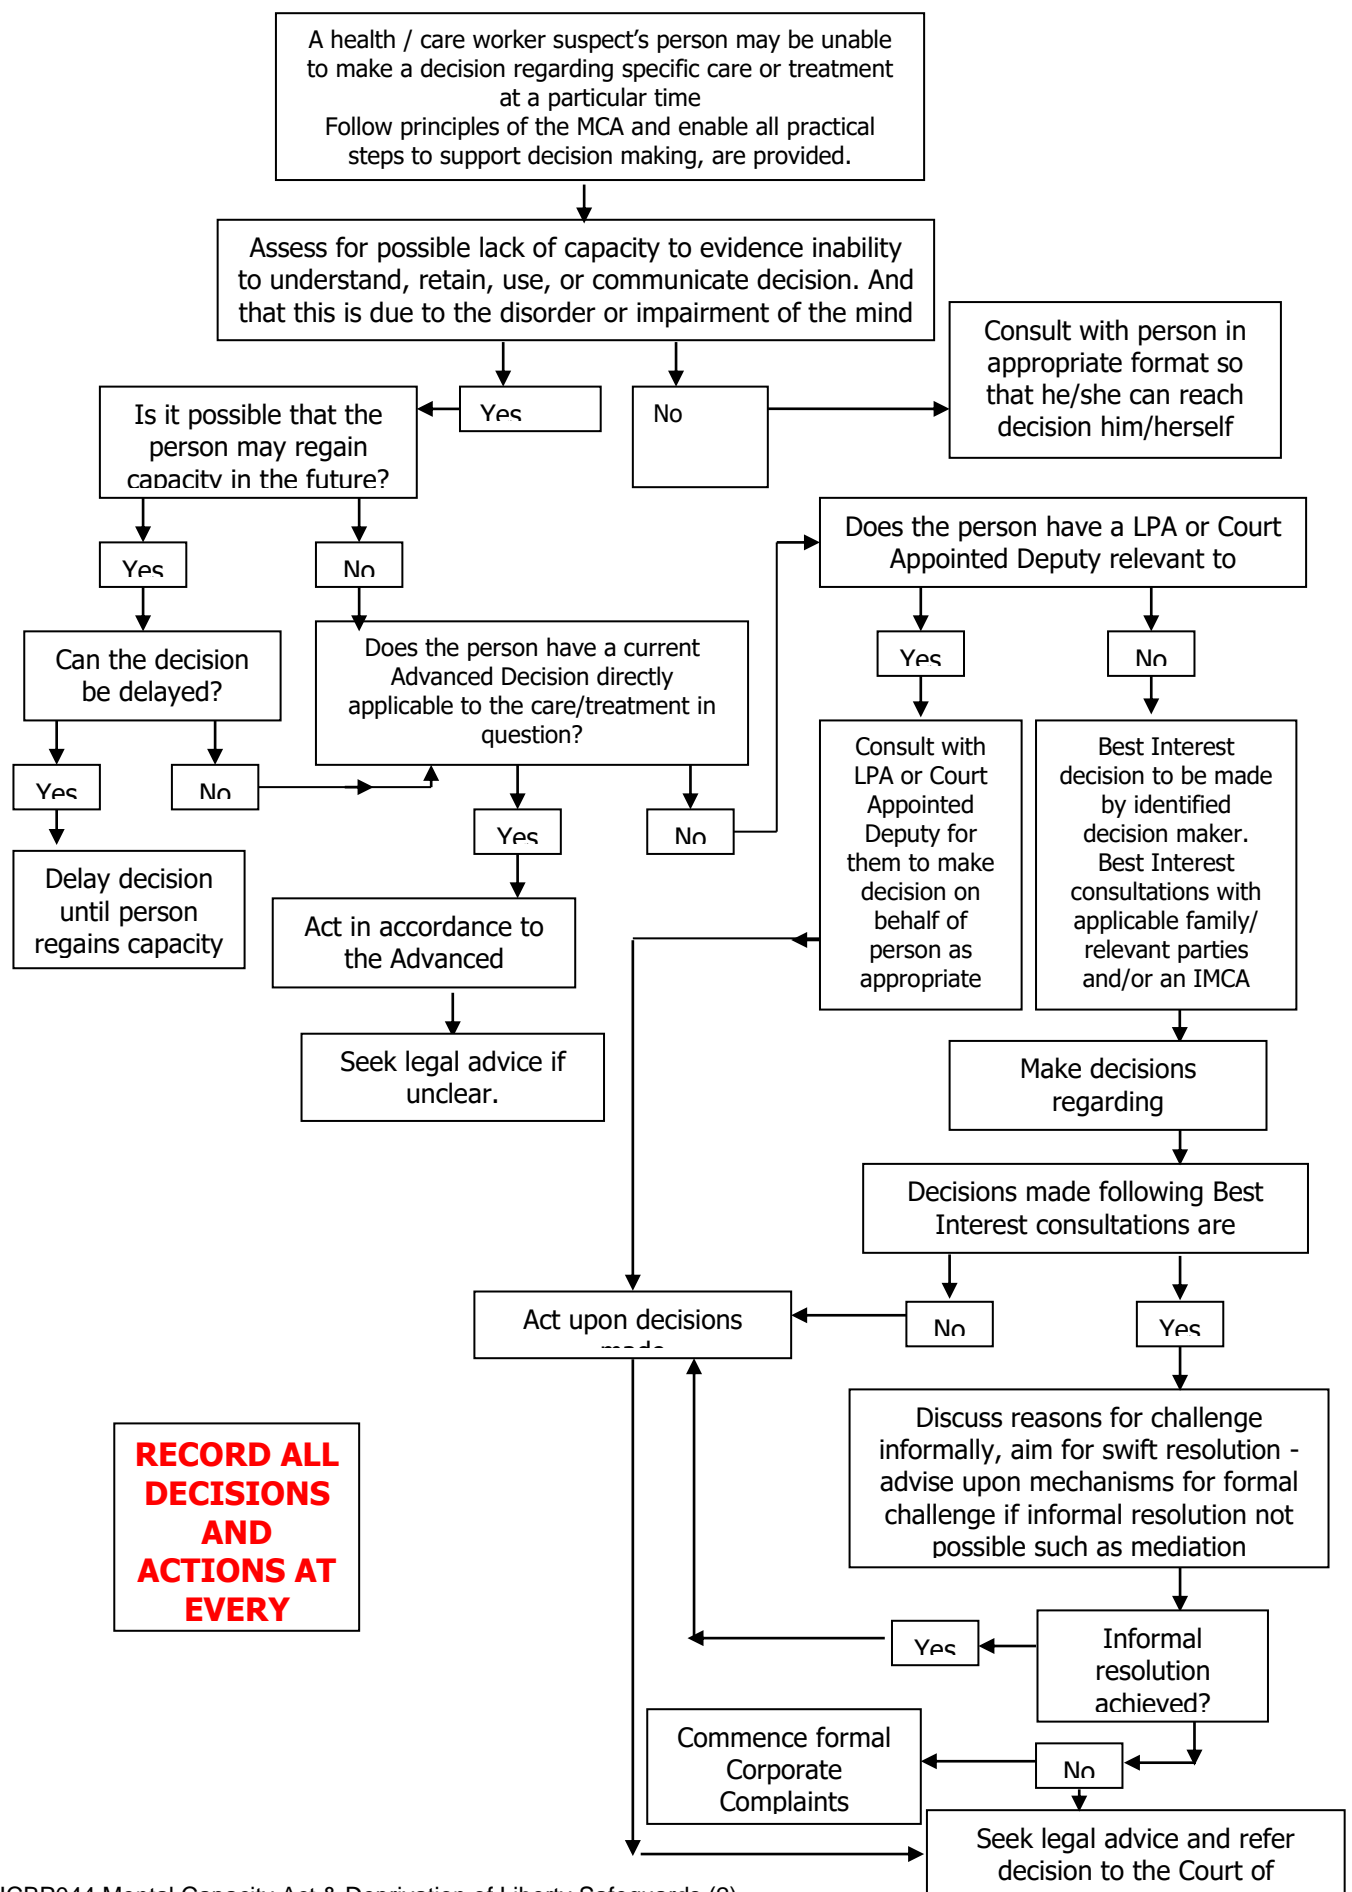 A health / care worker suspect's person may be unable
to make a decision regarding specific care or treatment
at a particular time
Follow principles of the MCA and enable all practical
steps to support decision making, are provided.
Assess for possible lack of capacity to evidence inability
to understand, retain, use, or communicate decision. And
that this is due to the disorder or impairment of the mind
Consult with person in
appropriate format so
that he/she can reach
decision him/herself
Yes
No
Is it possible that the
person may regain
capacity in the future?
Yes
No
Does the person have a LPA or Court
Appointed Deputy relevant to
Yes
No
Can the decision
be delayed?
Does the person have a current
Advanced Decision directly
applicable to the care/treatment in
question?
Yes
No
Yes
No
Delay decision
until person
regains capacity
Act in accordance to
the Advanced
Seek legal advice if
unclear.
Consult with
LPA or Court
Appointed
Deputy for
them to make
decision on
behalf of
person as
appropriate
Best Interest
decision to be made
by identified
decision maker.
Best Interest
consultations with
applicable family/
relevant parties
and/or an IMCA
Make decisions
regarding
Decisions made following Best
Interest consultations are
No
Yes
Act upon decisions
made
Discuss reasons for challenge
informally, aim for swift resolution -
advise upon mechanisms for formal
challenge if informal resolution not
possible such as mediation
RECORD ALL
DECISIONS
AND
ACTIONS AT
EVERY
Informal
resolution
achieved?
Yes
No
Commence formal
Corporate
Complaints
Seek legal advice and refer
decision to the Court of
Mental Capacity Act & Deprivation of Liberty Safeguards (2)